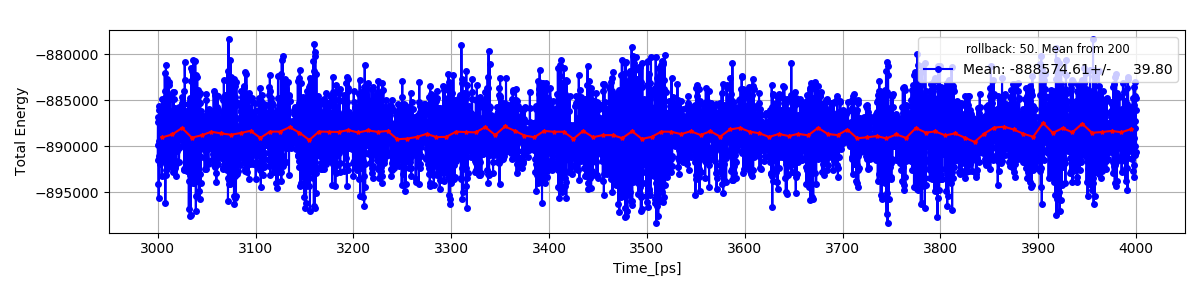 rollback: 50. Mean from 200
Mean: -888574.61+/- 39.80
Total Energy
−880000
−885000
−890000
−895000
3000 3100 3200 3300 3400 3500 3600 3700 3800 3900 4000
Time_[ps]